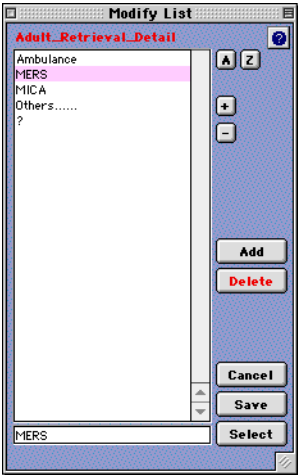 Modify List
Adult_Retrieval_Detail
?
Ambulance
MERS
MICA
Others......
?
A Z
+
-
Add
Delete
Cancel
Save
MERS
Select